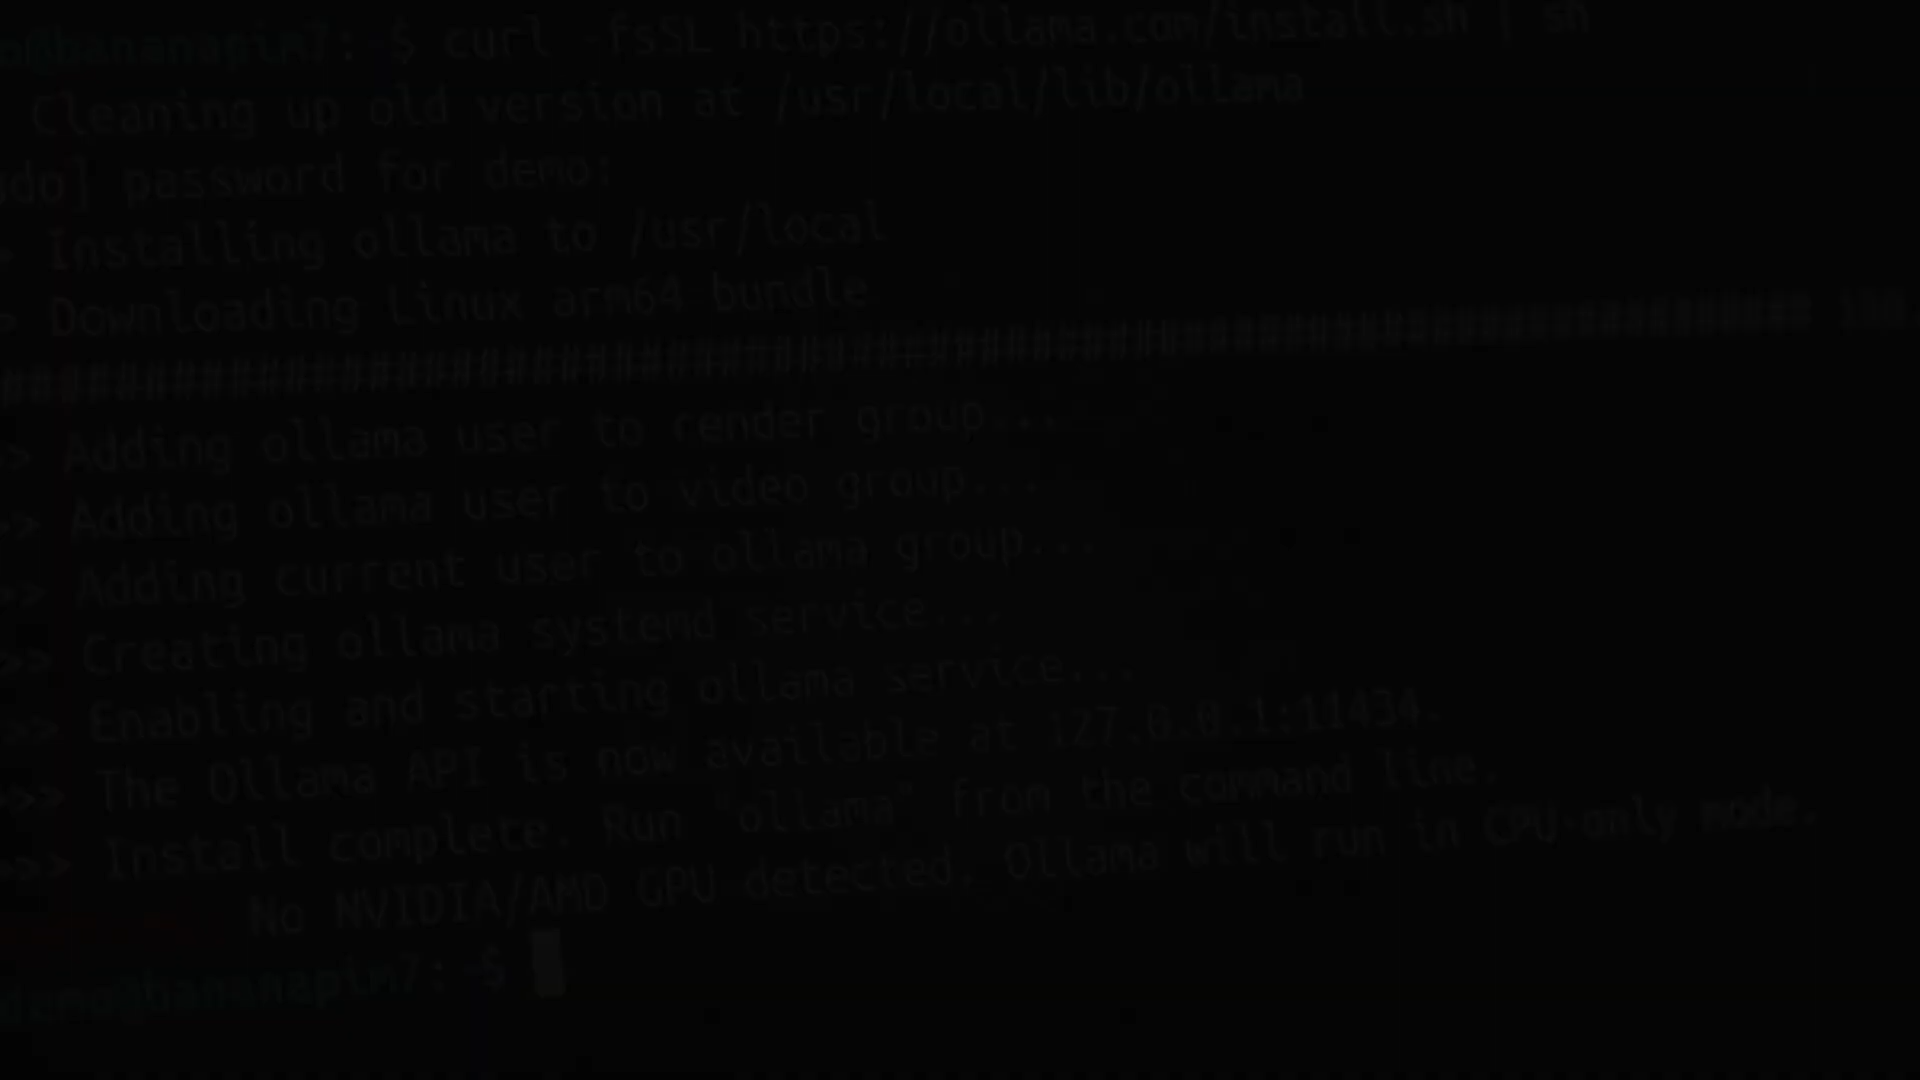 o@bananapim7:~$ curl -fsSL https://ollama.com/install.sh | sh
Cleaning up old version at /usr/local/lib/ollama
udo] password for demo:
> Installing ollama to /usr/local
> Downloading Linux arm64 bundle
>> Adding ollama user to render group...
>> Adding ollama user to video group...
>> Adding current user to ollama group...
>>> Creating ollama systemd service...
>>> Enabling and starting ollama service...
>>> The Ollama API is now available at 127.0.0.1:11434.
>>> Install complete. Run "ollama" from the command line.
No NVIDIA/AMD GPU detected. Ollama will run in CPU-only mode.
demo@bananapim7:~$